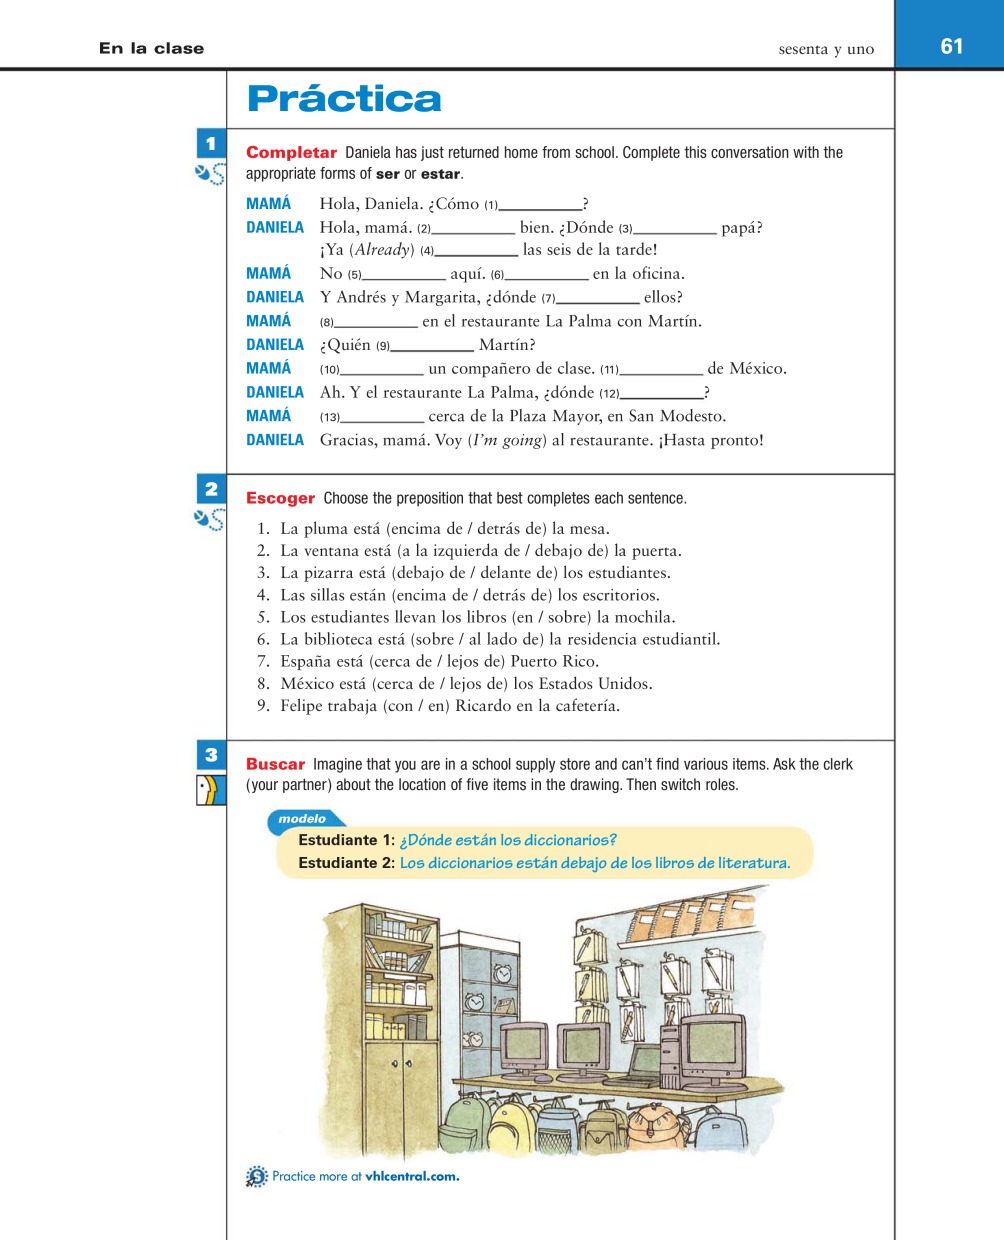 En la clase
sesenta y uno
61
Práctica
1
Completar Daniela has just returned home from school. Complete this conversation with the
appropriate forms of ser or estar.
MAMÁ Hola, Daniela. ¿Cómo (1)__________?
DANIELA Hola, mamá. (2)__________ bien. ¿Dónde (3)__________ papá?
¡Ya (Already) (4)__________ las seis de la tarde!
MAMÁ No (5)__________ aquí. (6)__________ en la oficina.
DANIELA Y Andrés y Margarita, ¿dónde (7)__________ ellos?
MAMÁ (8)__________ en el restaurante La Palma con Martín.
DANIELA ¿Quién (9)__________ Martín?
MAMÁ (10)__________ un compañero de clase. (11)__________ de México.
DANIELA Ah. Y el restaurante La Palma, ¿dónde (12)__________?
MAMÁ (13)__________ cerca de la Plaza Mayor, en San Modesto.
DANIELA Gracias, mamá. Voy (I'm going) al restaurante. ¡Hasta pronto!
2
Escoger Choose the preposition that best completes each sentence.
1. La pluma está (encima de / detrás de) la mesa.
2. La ventana está (a la izquierda de / debajo de) la puerta.
3. La pizarra está (debajo de / delante de) los estudiantes.
4. Las sillas están (encima de / detrás de) los escritorios.
5. Los estudiantes llevan los libros (en / sobre) la mochila.
6. La biblioteca está (sobre / al lado de) la residencia estudiantil.
7. España está (cerca de / lejos de) Puerto Rico.
8. México está (cerca de / lejos de) los Estados Unidos.
9. Felipe trabaja (con / en) Ricardo en la cafetería.
3
Buscar Imagine that you are in a school supply store and can't find various items. Ask the clerk
(your partner) about the location of five items in the drawing. Then switch roles.
modelo
Estudiante 1: ¿Dónde están los diccionarios?
Estudiante 2: Los diccionarios están debajo de los libros de literatura.
S Practice more at vhlcentral.com.